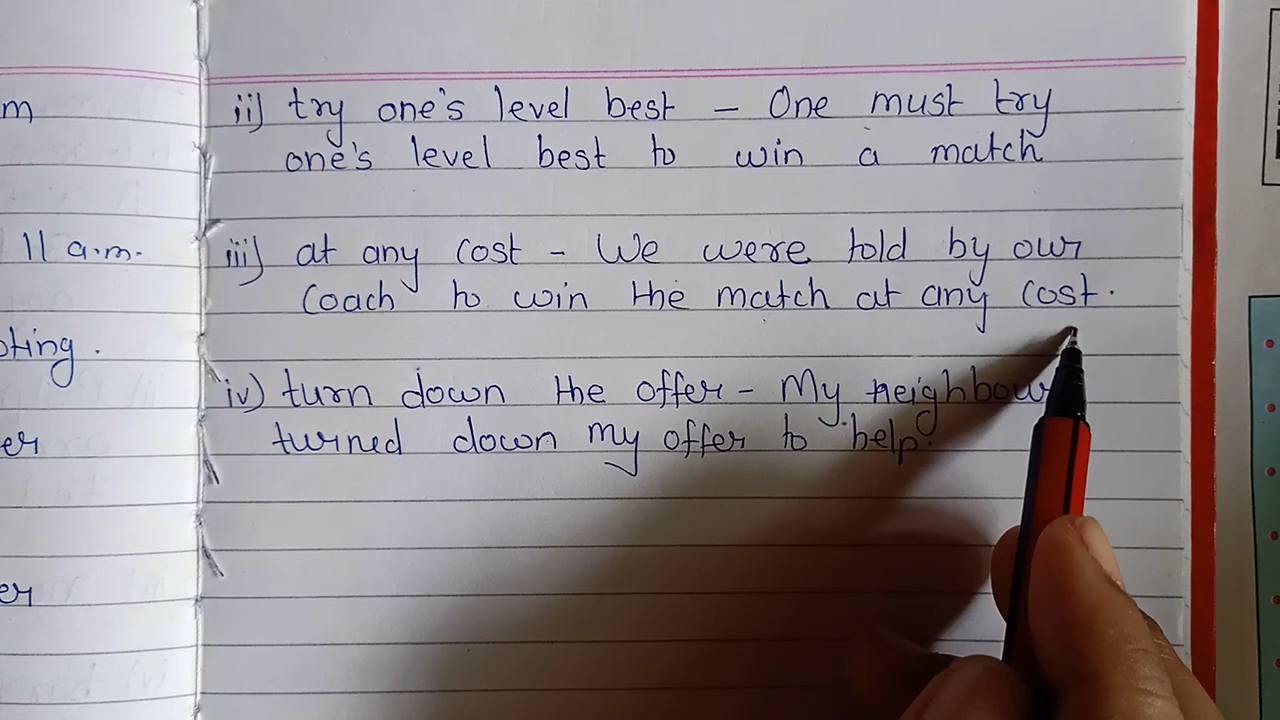 m
11 a.m.
er
er
ii) try one's level best - One must try
one's level best to win a match
iii) at any cost - We were told by our
coach to win the match at any cost.
iv) turn down the offer - My neighbour
turned down my offer to help.